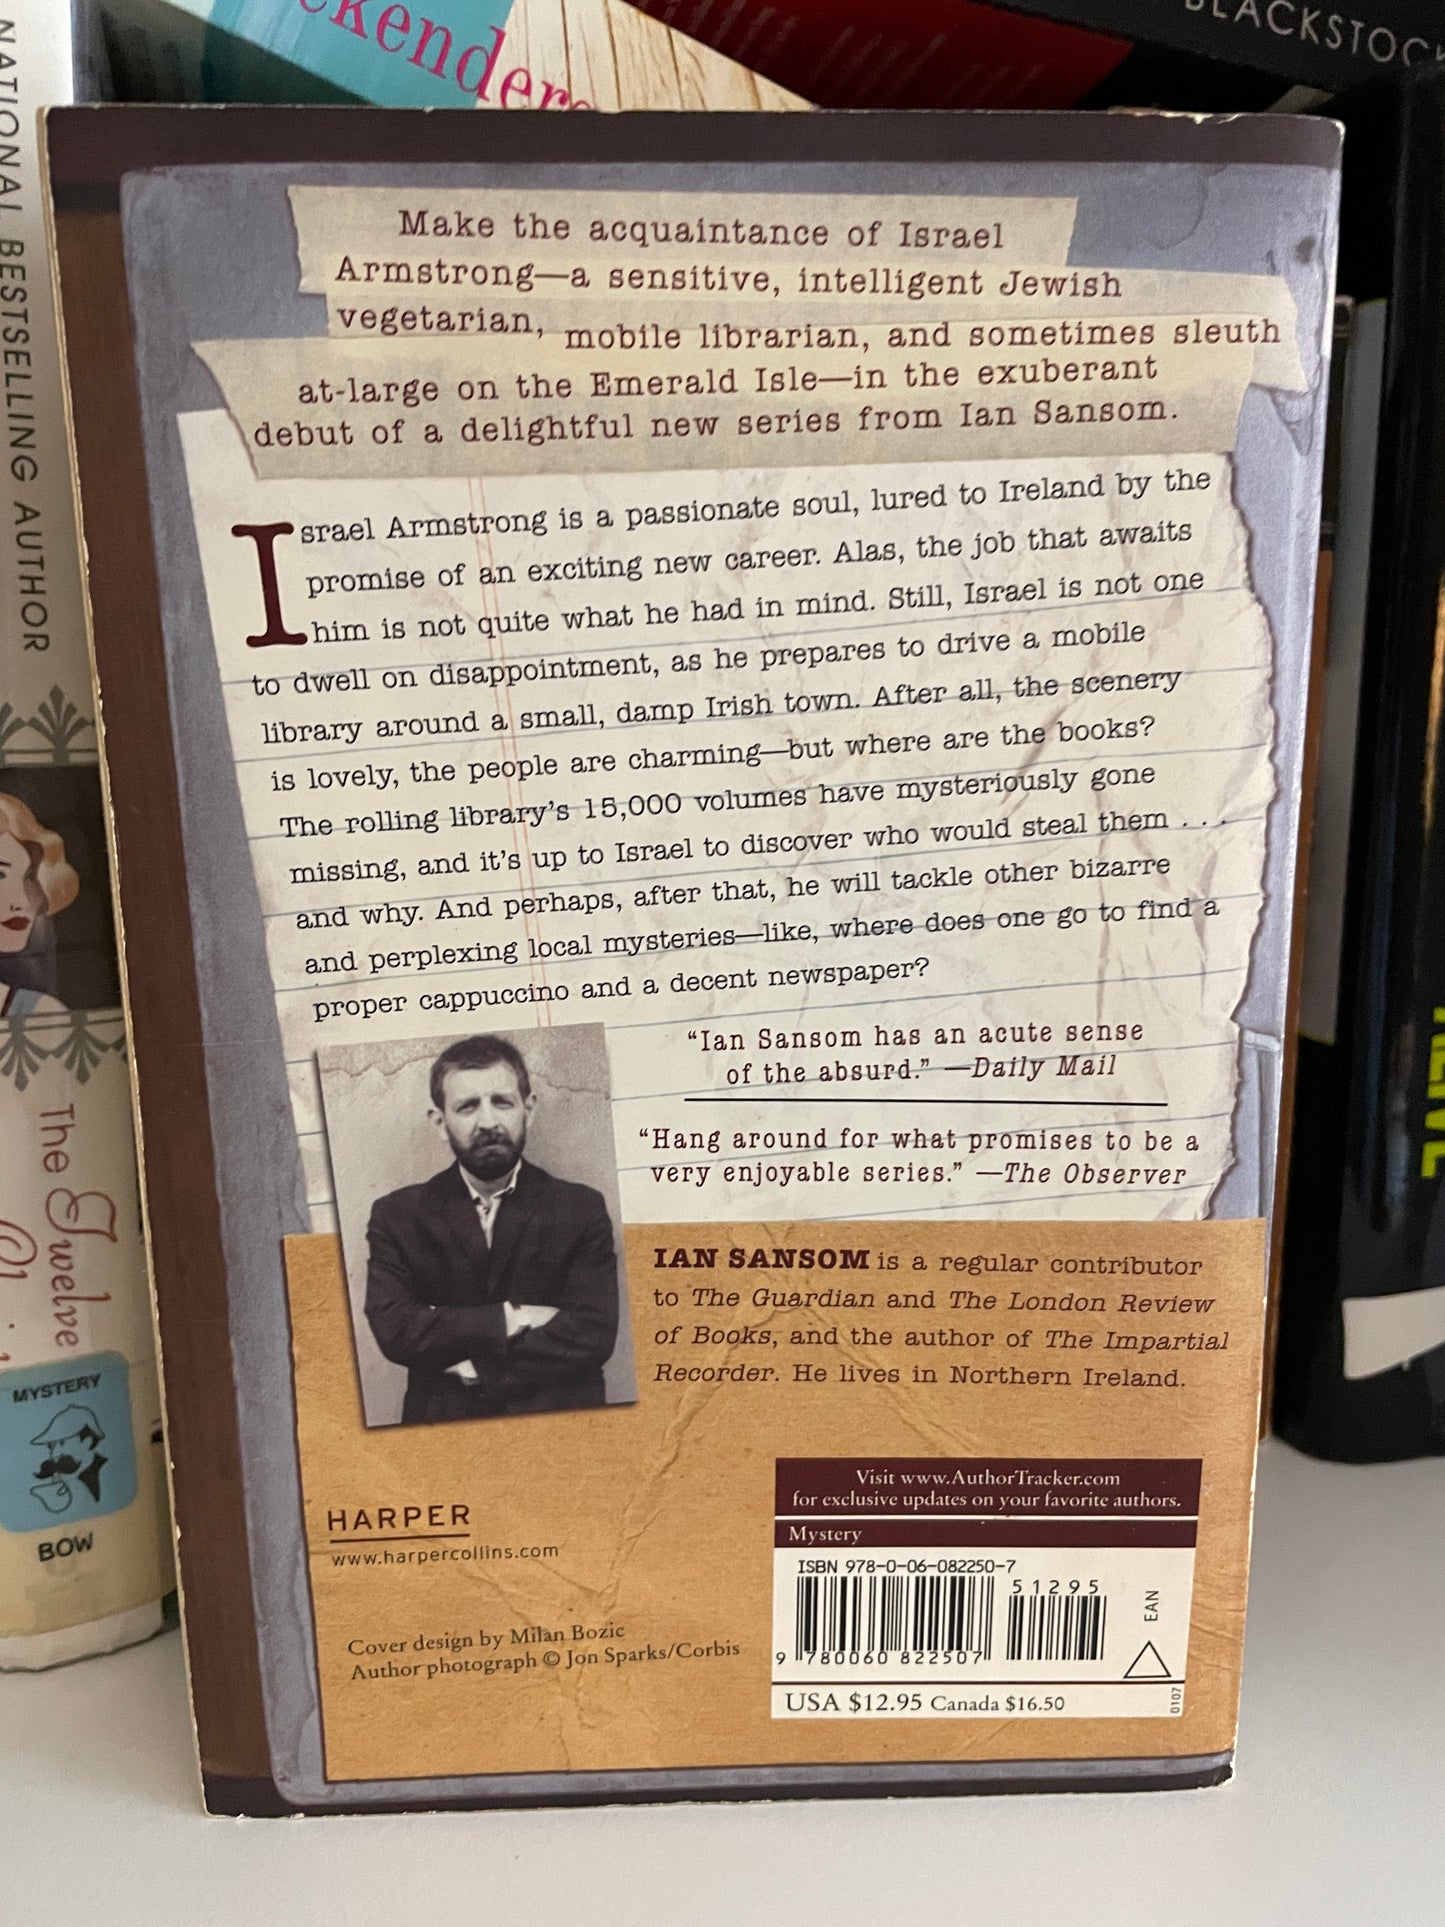 kender
BLACKSTOC
NATIONAL BESTSELLING AUTHOR
The Twelve
MYSTERY
BOW
Make the acquaintance of Israel
Armstrong—a sensitive, intelligent Jewish
vegetarian, mobile librarian, and sometimes sleuth
at-large on the Emerald Isle—in the exuberant
debut of a delightful new series from Ian Sansom.
Israel Armstrong is a passionate soul, lured to Ireland by the
promise of an exciting new career. Alas, the job that awaits
him is not quite what he had in mind. Still, Israel is not one
to dwell on disappointment, as he prepares to drive a mobile
library around a small, damp Irish town. After all, the scenery
is lovely, the people are charming—but where are the books?
The rolling library's 15,000 volumes have mysteriously gone
missing, and it's up to Israel to discover who would steal them . . .
and why. And perhaps, after that, he will tackle other bizarre
and perplexing local mysteries—like, where does one go to find a
proper cappuccino and a decent newspaper?
"Ian Sansom has an acute sense
of the absurd." —Daily Mail
"Hang around for what promises to be a
very enjoyable series." —The Observer
IAN SANSOM is a regular contributor
to The Guardian and The London Review
of Books, and the author of The Impartial
Recorder. He lives in Northern Ireland.
HARPER
www.harpercollins.com
Cover design by Milan Bozic
Author photograph © Jon Sparks/Corbis
Visit www.AuthorTracker.com
for exclusive updates on your favorite authors.
Mystery
ISBN 978-0-06-082250-7
51295
9 780060 822507
EAN
USA $12.95 Canada $16.50
0107